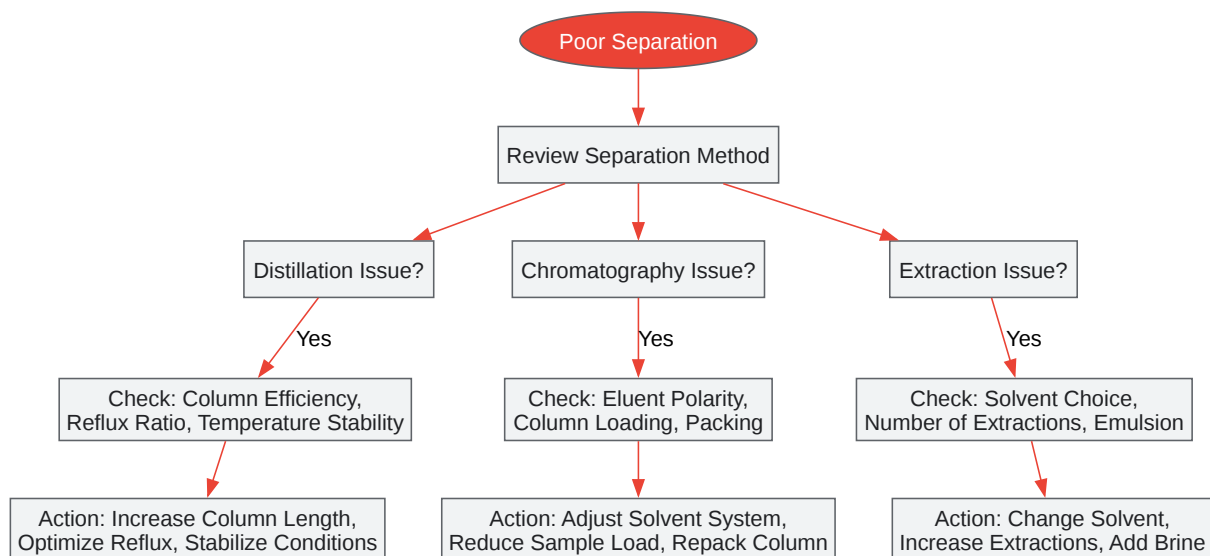 Poor Separation
Review Separation Method
Distillation Issue?
Chromatography Issue?
Extraction Issue?
Yes
Yes
Yes
Check: Column Efficiency,
Reflux Ratio, Temperature Stability
Check: Eluent Polarity,
Column Loading, Packing
Check: Solvent Choice,
Number of Extractions, Emulsion
Action: Increase Column Length,
Optimize Reflux, Stabilize Conditions
Action: Adjust Solvent System,
Reduce Sample Load, Repack Column
Action: Change Solvent,
Increase Extractions, Add Brine